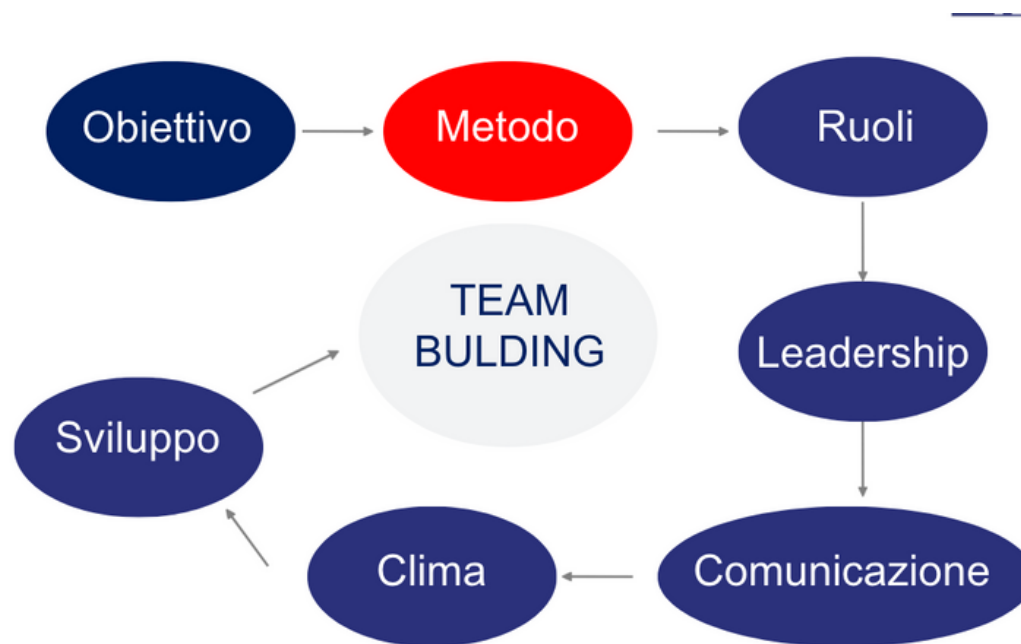 Obiettivo
Metodo
Ruoli
TEAM
BULDING
Leadership
Sviluppo
Clima
Comunicazione